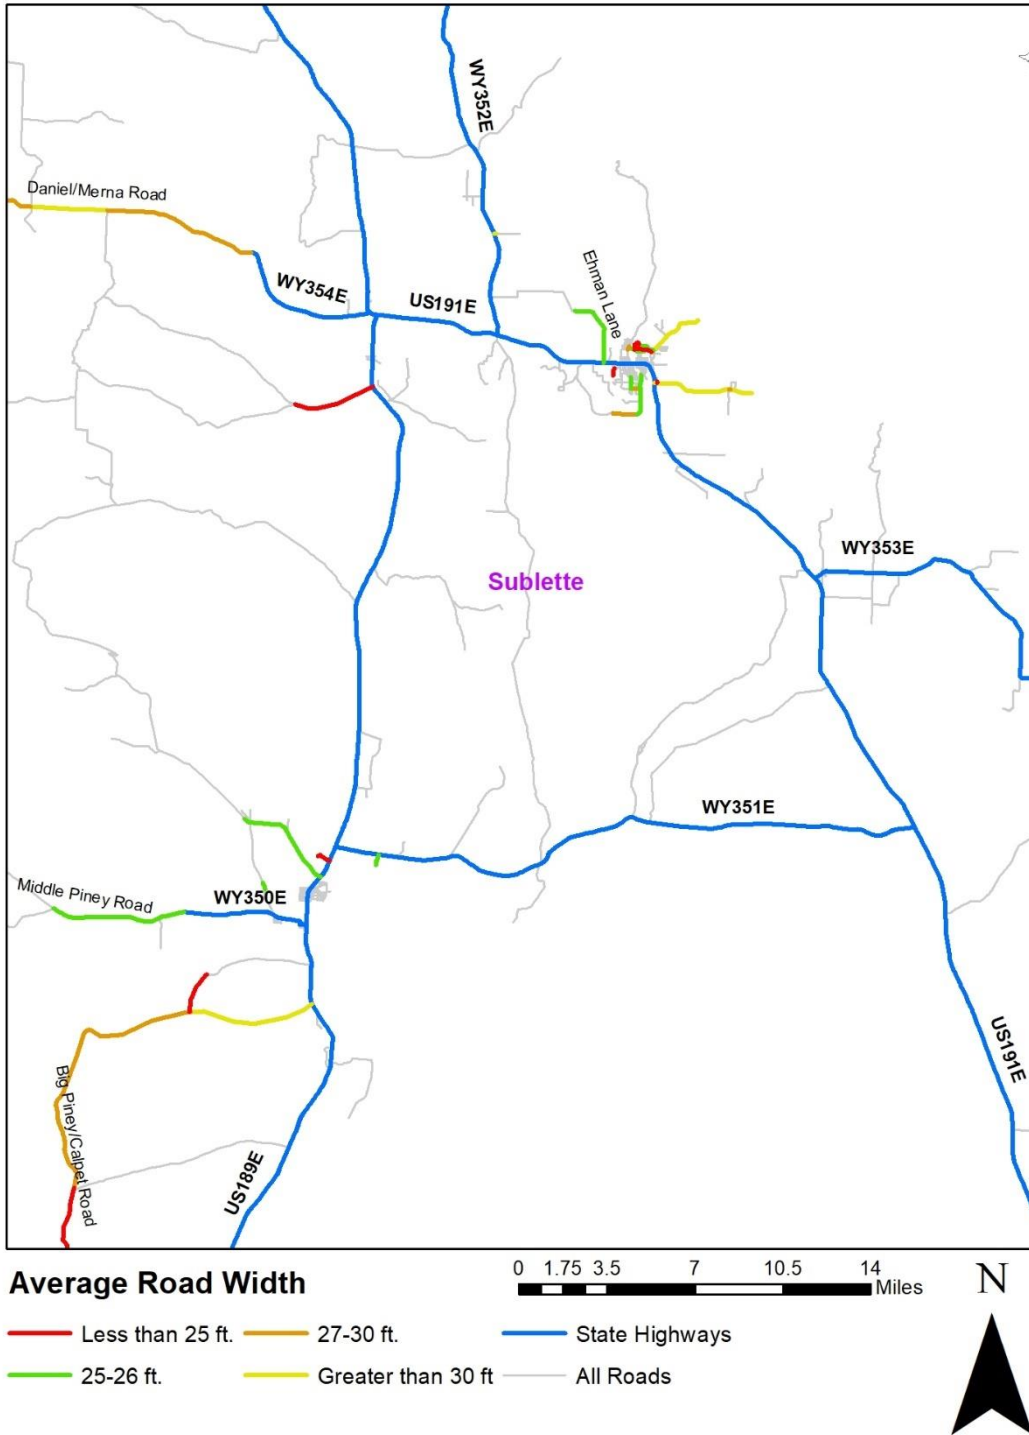 WY352E
Daniel/Merna Road
Ehman Lane
WY354E
US191E
WY353E
Sublette
WY351E
Middle Piney Road
WY350E
US191E
Big Piney/Calpet Road
US189E
Average Road Width
0 1.75 3.5 7 10.5 14
Miles
N
Less than 25 ft. 27-30 ft. State Highways
25-26 ft. Greater than 30 ft All Roads